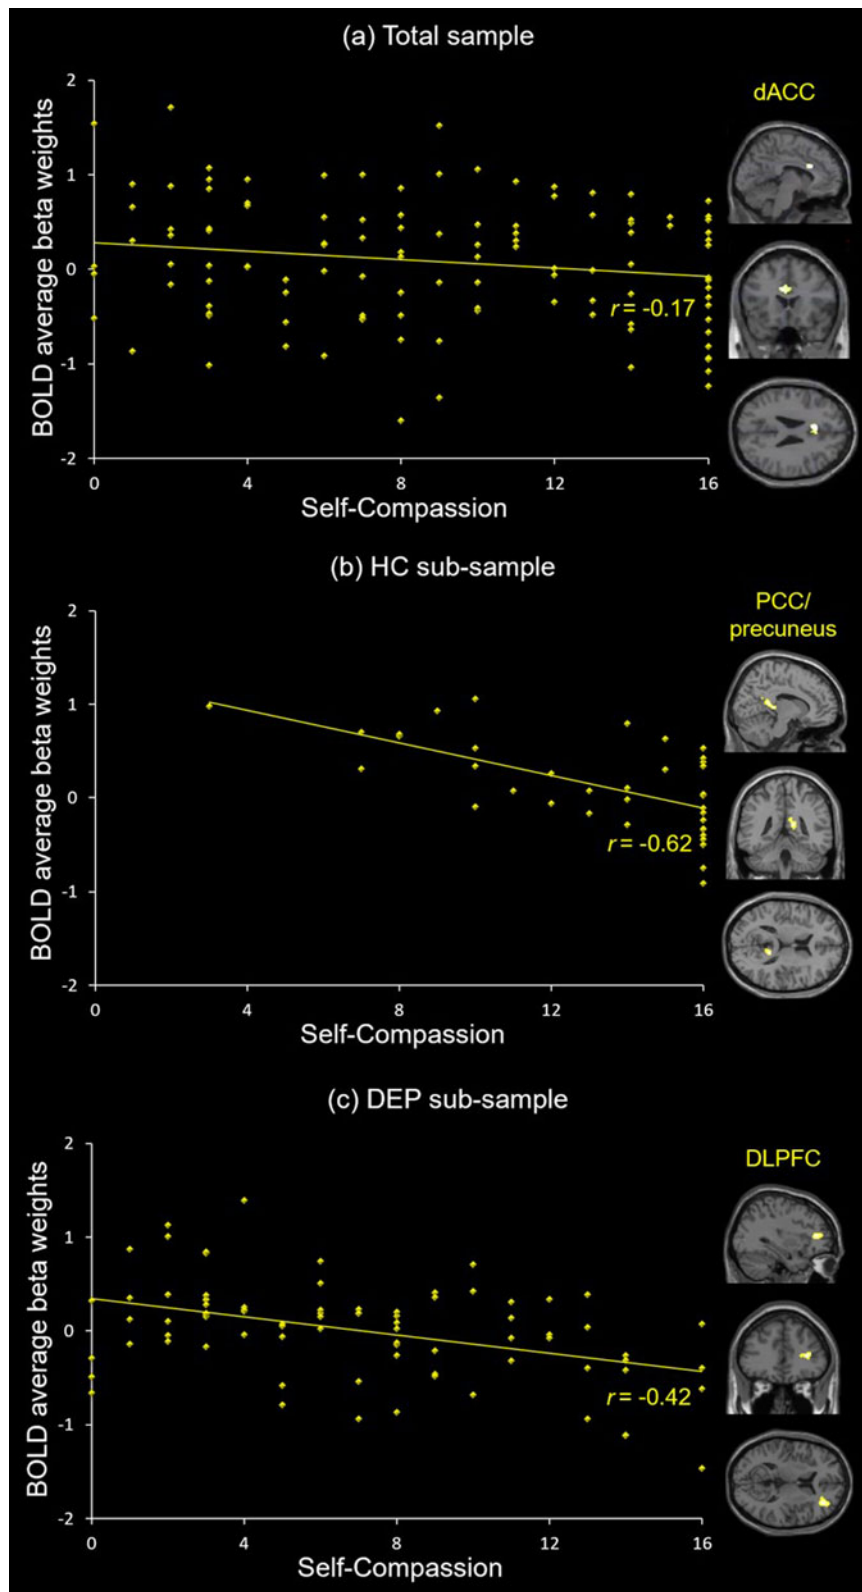 (a) Total sample
BOLD average beta weights
2
1
0
-1
-2
0
4
8
12
16
r = -0.17
Self-Compassion
dACC
(b) HC sub-sample
BOLD average beta weights
2
1
0
-1
-2
0
4
8
12
16
r = -0.62
Self-Compassion
PCC/
precuneus
(c) DEP sub-sample
BOLD average beta weights
2
1
0
-1
-2
0
4
8
12
16
r = -0.42
Self-Compassion
DLPFC